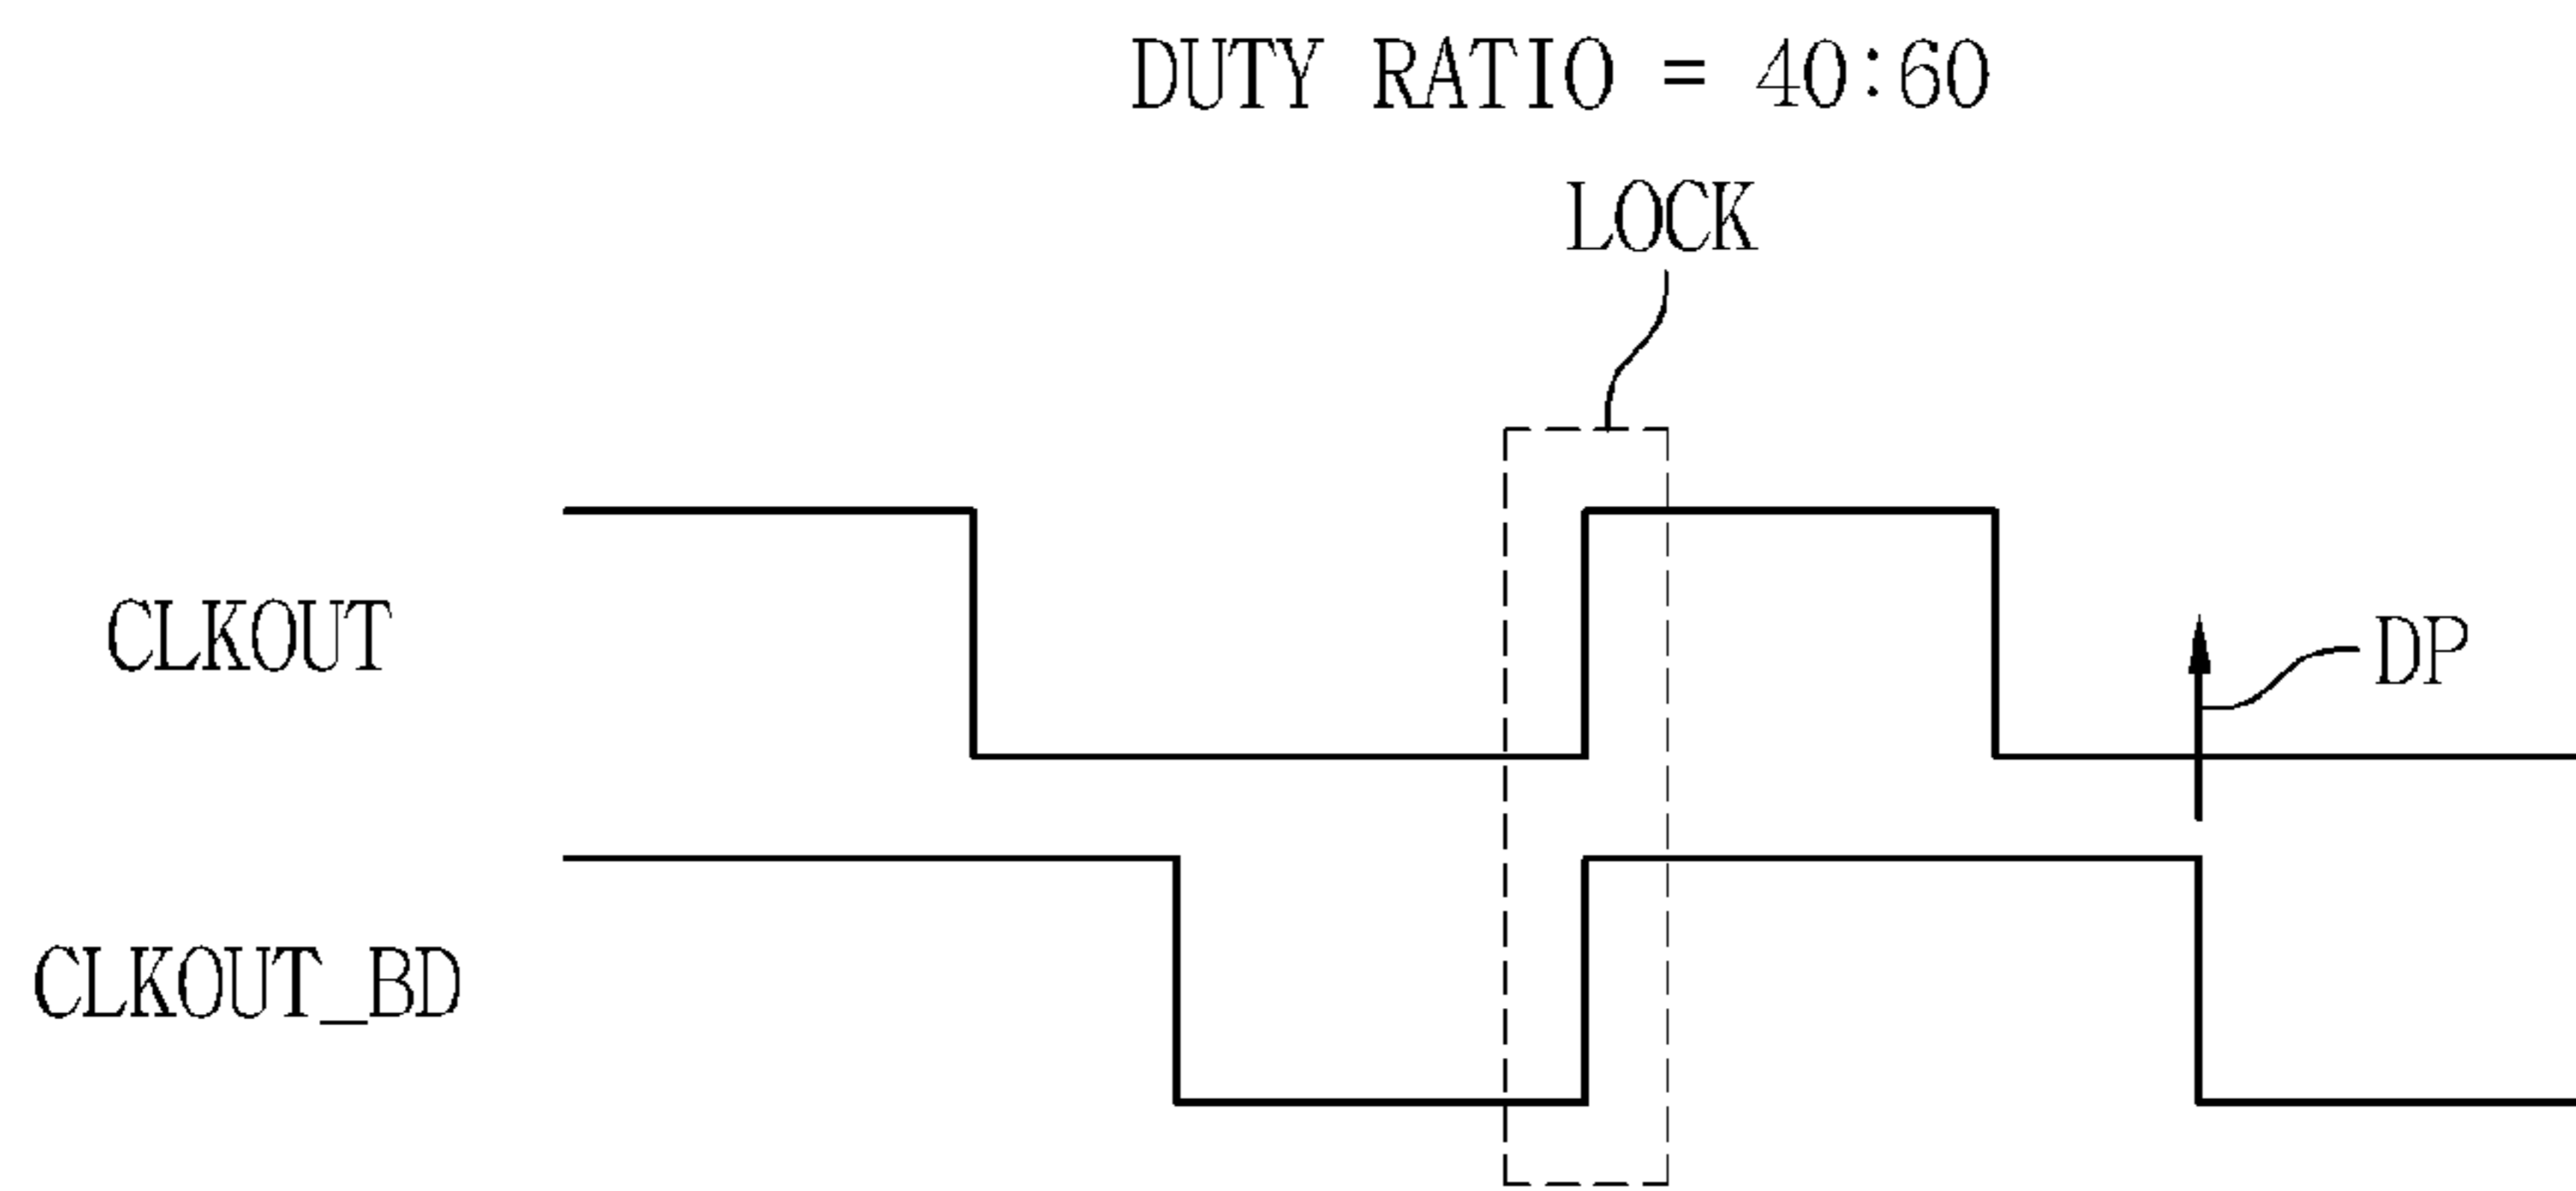 DUTY RATIO = 40:60
LOCK
CLKOUT
DP
CLKOUT_BD